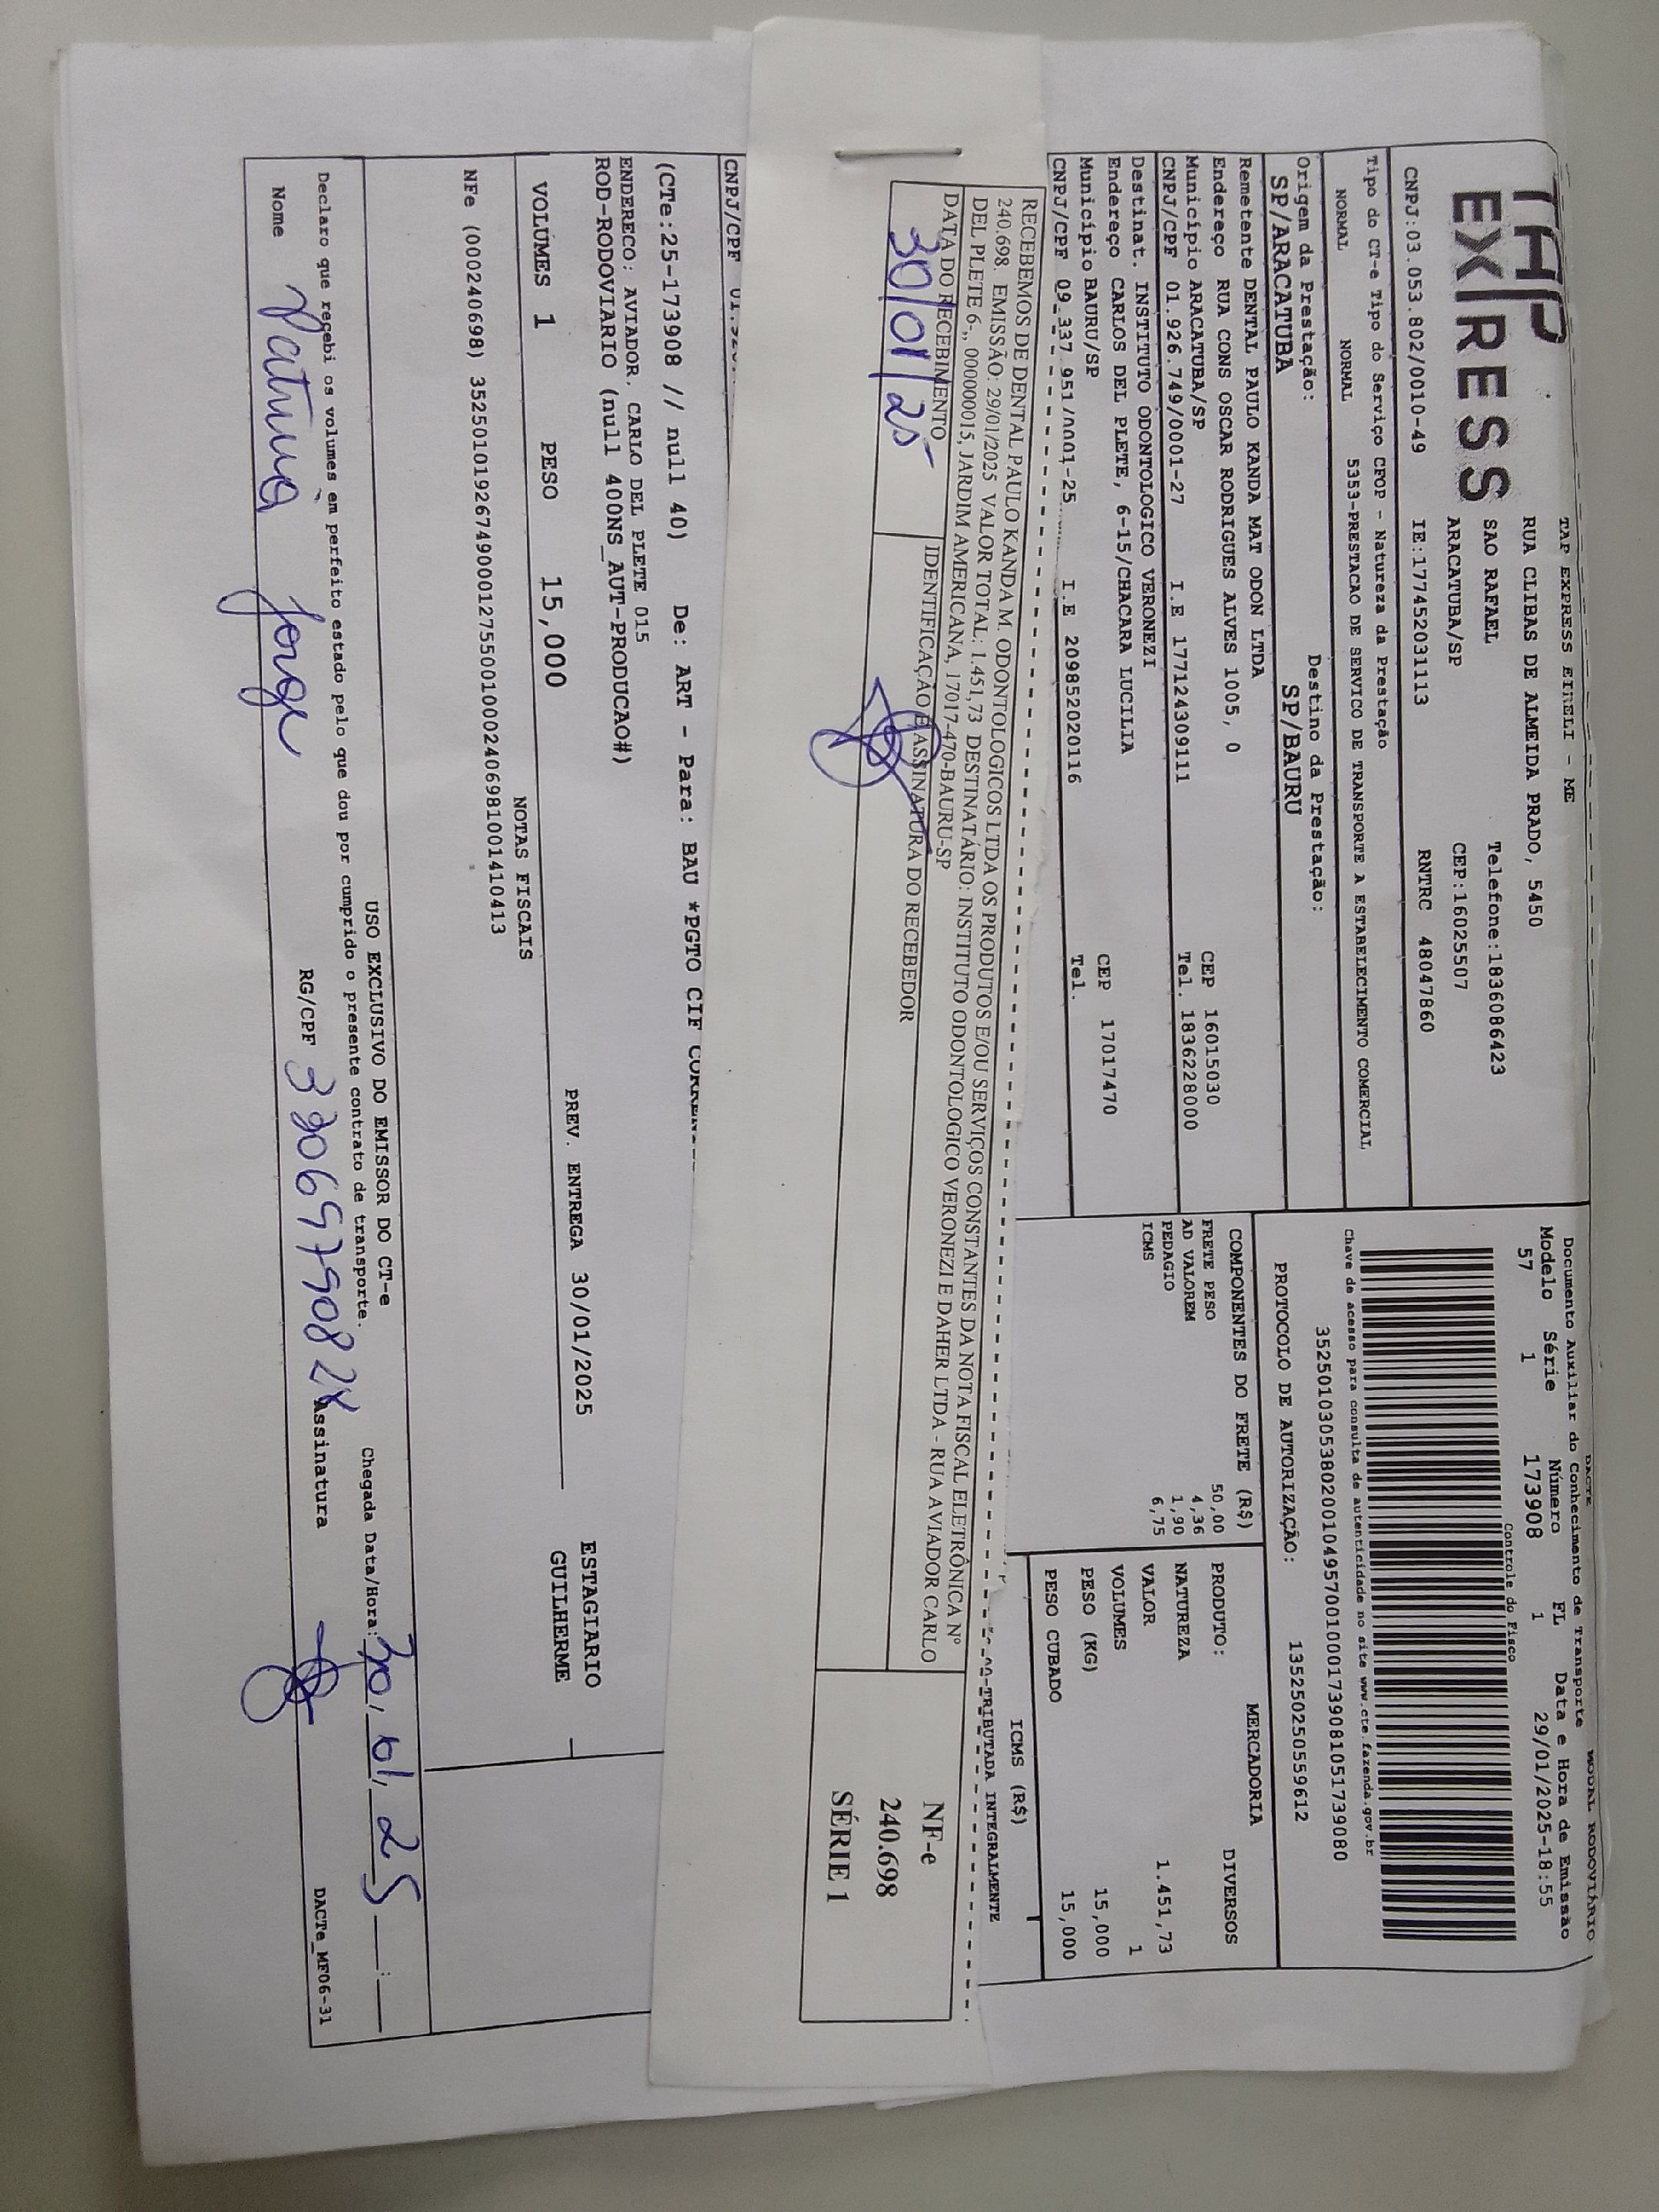 TAP EXPRESS
TAP EXPRESS EIRELI - ME
RUA CLIBAS DE ALMEIDA PRADO, 5450
SAO RAFAEL Telefone:1836086423
ARACATUBA/SP CEP:16025507
CNPJ:03.053.802/0010-49 IE:177452031113 RNTRC 48047860
Tipo do CT-e Tipo do Serviço CFOP - Natureza da Prestação
NORMAL NORMAL 5353-PRESTACAO DE SERVICO DE TRANSPORTE A ESTABELECIMENTO COMERCIAL
Origem da Prestação: Destino da Prestação:
SP/ARACATUBA SP/BAURU
Remetente DENTAL PAULO KANDA MAT ODON LTDA
Endereço RUA CONS OSCAR RODRIGUES ALVES 1005, 0 CEP 16015030
Município ARACATUBA/SP Tel. 1836228000
CNPJ/CPF 01.926.749/0001-27 I.E 177124309111
Destinat. INSTITUTO ODONTOLOGICO VERONEZI
Endereço CARLOS DEL PLETE, 6-15/CHACARA LUCILIA CEP 17017470
Município BAURU/SP Tel.
CNPJ/CPF 09.337.951/0001-25 I.E 209852020116
DACTE MODAL RODOVIÁRIO
Documento Auxiliar do Conhecimento de Transporte
Modelo Série Número FL Data e Hora de Emissão
57 1 173908 1 29/01/2025-18:55
Controle do Fisco
Chave de acesso para consulta de autenticidade no site www.cte.fazenda.gov.br
35250103053802001049570010001739081051739080
PROTOCOLO DE AUTORIZAÇÃO: 135250250559612
COMPONENTES DO FRETE (R$)
FRETE PESO 50,00
AD VALOREM 4,36
PEDAGIO 1,90
ICMS 6,75
MERCADORIA
PRODUTO: DIVERSOS
NATUREZA
VALOR 1.451,73
VOLUMES 1
PESO (KG) 15,000
PESO CUBADO 15,000
ICMS (R$)
00-TRIBUTADA INTEGRALMENTE
RECEBEMOS DE DENTAL PAULO KANDA M. ODONTOLOGICOS LTDA OS PRODUTOS E/OU SERVIÇOS CONSTANTES DA NOTA FISCAL ELETRÔNICA Nº
240.698. EMISSÃO: 29/01/2025 VALOR TOTAL: 1.451,73 DESTINATÁRIO: INSTITUTO ODONTOLOGICO VERONEZI E DAHER LTDA - RUA AVIADOR CARLO
DEL PLETE 6-,, 000000015, JARDIM AMERICANA, 17017-470-BAURU-SP
DATA DO RECEBIMENTO IDENTIFICAÇÃO E ASSINATURA DO RECEBEDOR
30/01/25
NF-e
240.698
SÉRIE 1
CNPJ/CPF
(CTe:25-173908 // null 40) De: ART - Para: BAU *PGTO CIF
ENDERECO: AVIADOR. CARLO DEL PLETE 015
ROD-RODOVIARIO (null 400NS_AUT-PRODUCAO#)
VOLUMES 1 PESO 15,000 PREV. ENTREGA 30/01/2025 ESTAGIARIO
GUILHERME
NOTAS FISCAIS
NFe (000240698) 35250101926749000127550010002406981001410413
USO EXCLUSIVO DO EMISSOR DO CT-e
Declaro que recebi os volumes em perfeito estado pelo que dou por cumprido o presente contrato de transporte.
Chegada Data/Hora: 30, 01, 25 :
Nome Jorge RG/CPF Assinatura
DACTe_MF06-31